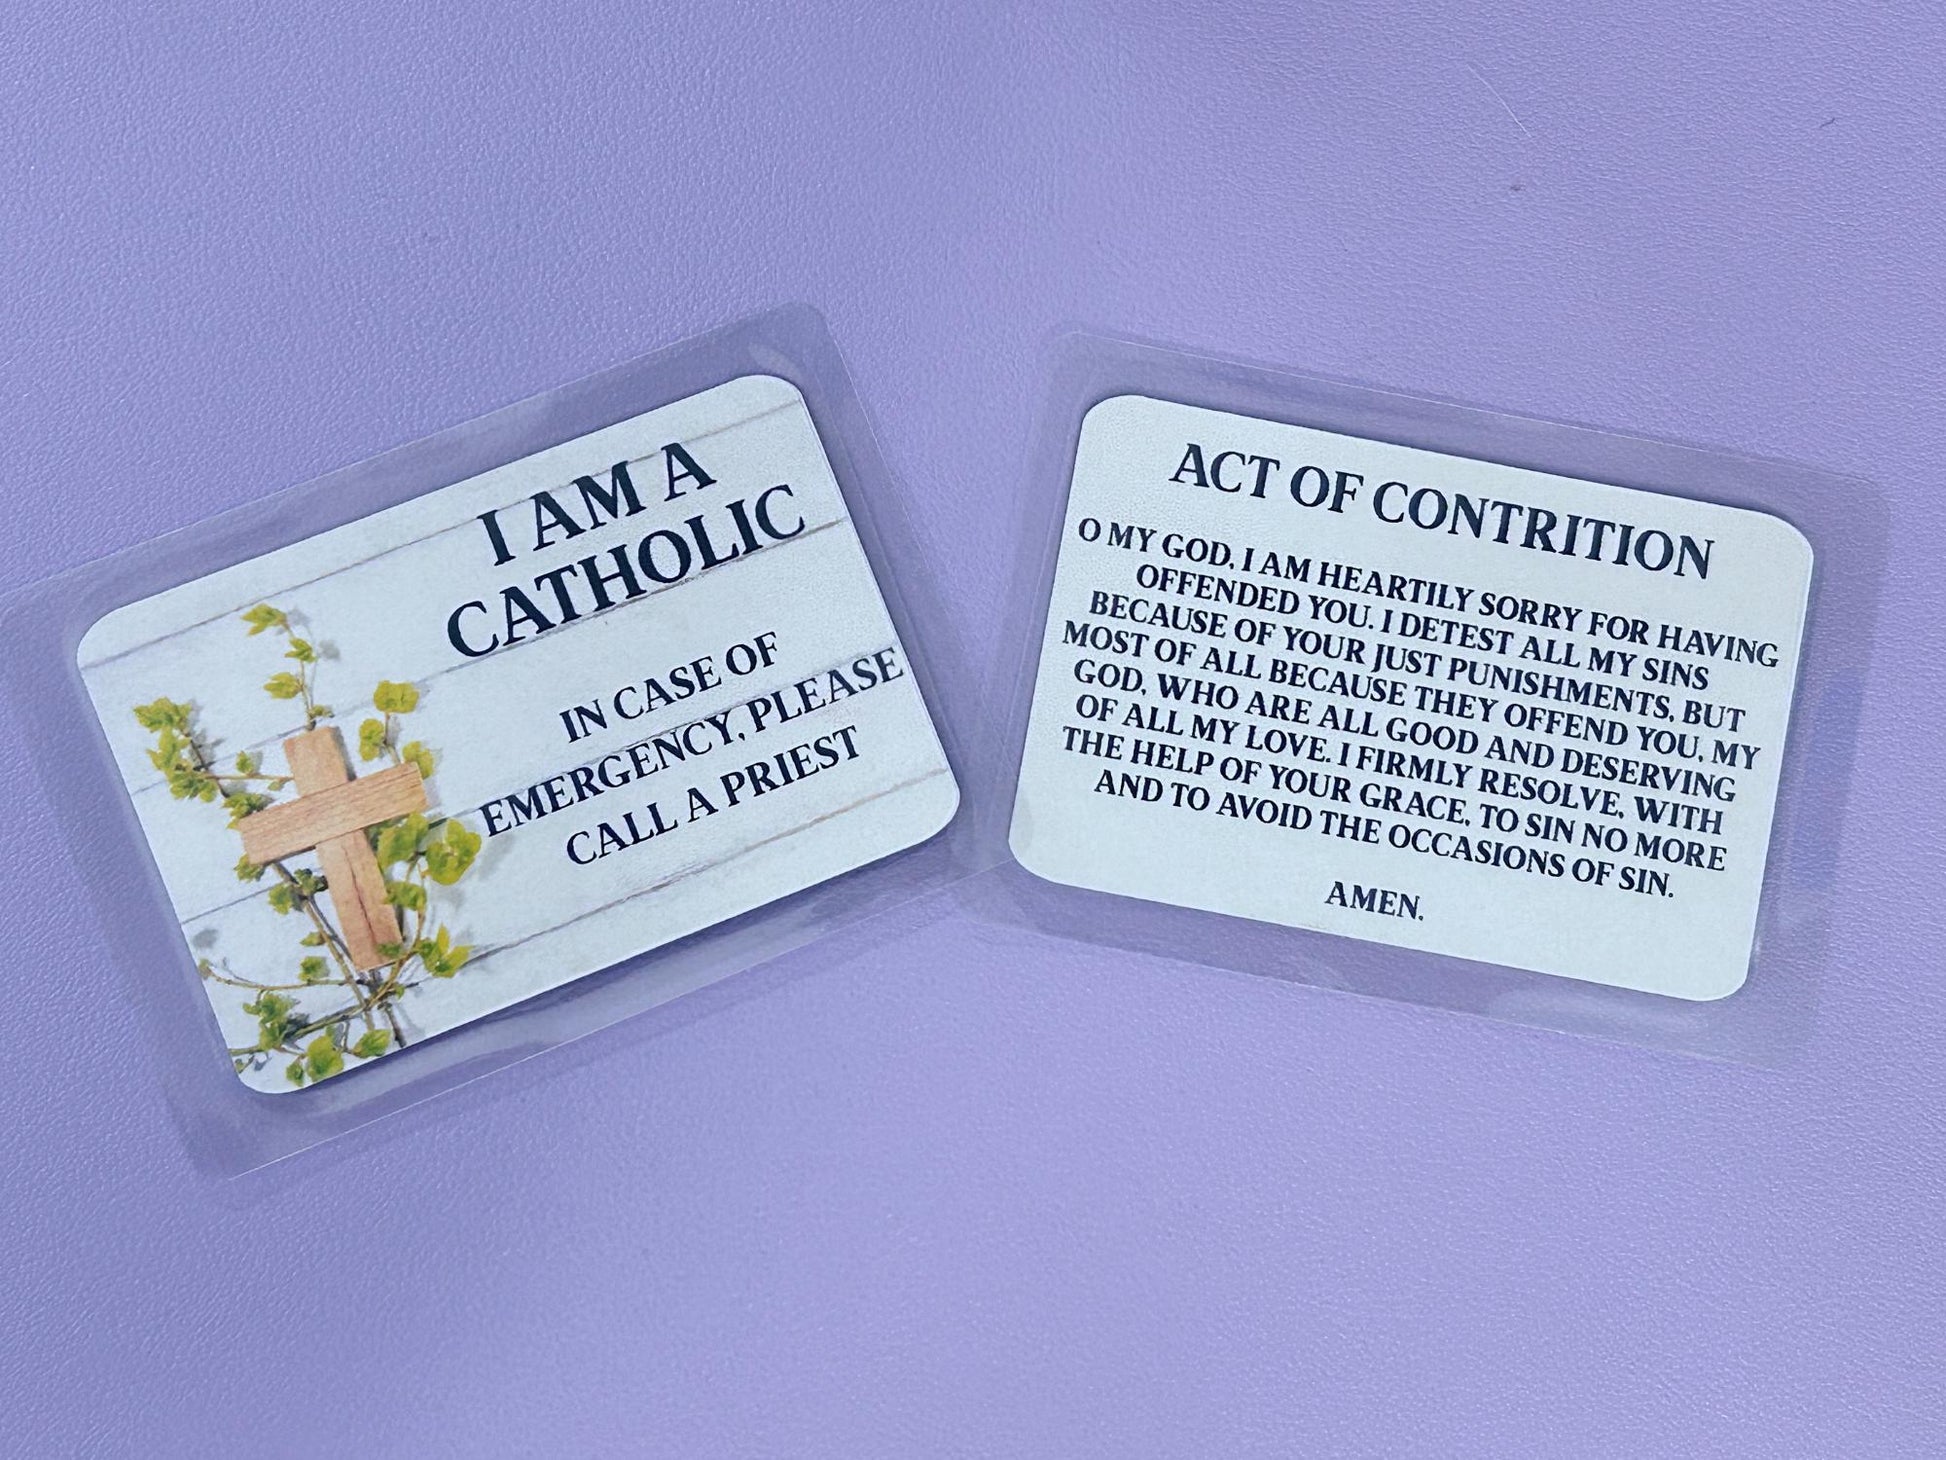 I AM A
CATHOLIC
IN CASE OF
EMERGENCY, PLEASE
CALL A PRIEST
ACT OF CONTRITION
O MY GOD, I AM HEARTILY SORRY FOR HAVING
OFFENDED YOU. I DETEST ALL MY SINS
BECAUSE OF YOUR JUST PUNISHMENTS, BUT
MOST OF ALL BECAUSE THEY OFFEND YOU, MY
GOD, WHO ARE ALL GOOD AND DESERVING
OF ALL MY LOVE. I FIRMLY RESOLVE, WITH
THE HELP OF YOUR GRACE, TO SIN NO MORE
AND TO AVOID THE OCCASIONS OF SIN.
AMEN.